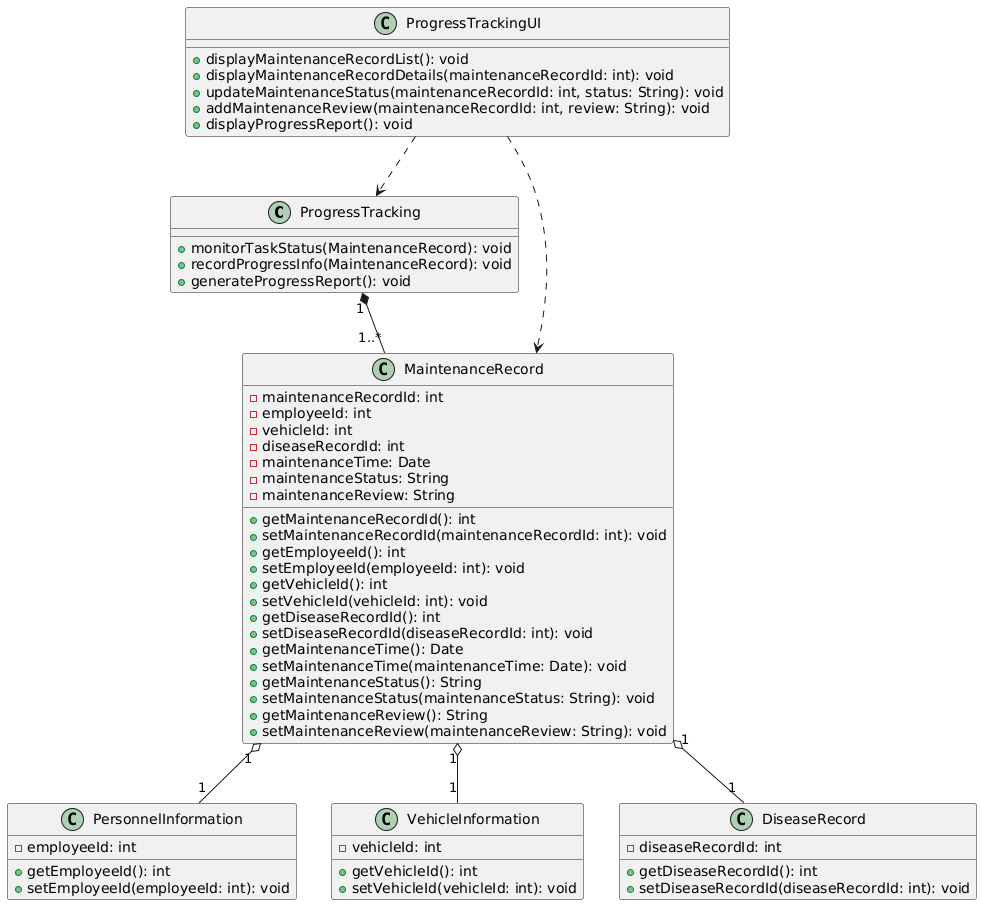 C ProgressTrackingUI
displayMaintenanceRecordList(): void
displayMaintenanceRecordDetails(maintenanceRecordId: int): void
updateMaintenanceStatus(maintenanceRecordId: int, status: String): void
addMaintenanceReview(maintenanceRecordId: int, review: String): void
displayProgressReport(): void
C ProgressTracking
monitorTaskStatus(MaintenanceRecord): void
recordProgressInfo(MaintenanceRecord): void
generateProgressReport(): void
1
1..*
C MaintenanceRecord
maintenanceRecordId: int
employeeId: int
vehicleId: int
diseaseRecordId: int
maintenanceTime: Date
maintenanceStatus: String
maintenanceReview: String
getMaintenanceRecordId(): int
setMaintenanceRecordId(maintenanceRecordId: int): void
getEmployeeId(): int
setEmployeeId(employeeId: int): void
getVehicleId(): int
setVehicleId(vehicleId: int): void
getDiseaseRecordId(): int
setDiseaseRecordId(diseaseRecordId: int): void
getMaintenanceTime(): Date
setMaintenanceTime(maintenanceTime: Date): void
getMaintenanceStatus(): String
setMaintenanceStatus(maintenanceStatus: String): void
getMaintenanceReview(): String
setMaintenanceReview(maintenanceReview: String): void
1
1
1
1
1
1
C PersonnelInformation
employeeId: int
getEmployeeId(): int
setEmployeeId(employeeId: int): void
C VehicleInformation
vehicleId: int
getVehicleId(): int
setVehicleId(vehicleId: int): void
C DiseaseRecord
diseaseRecordId: int
getDiseaseRecordId(): int
setDiseaseRecordId(diseaseRecordId: int): void